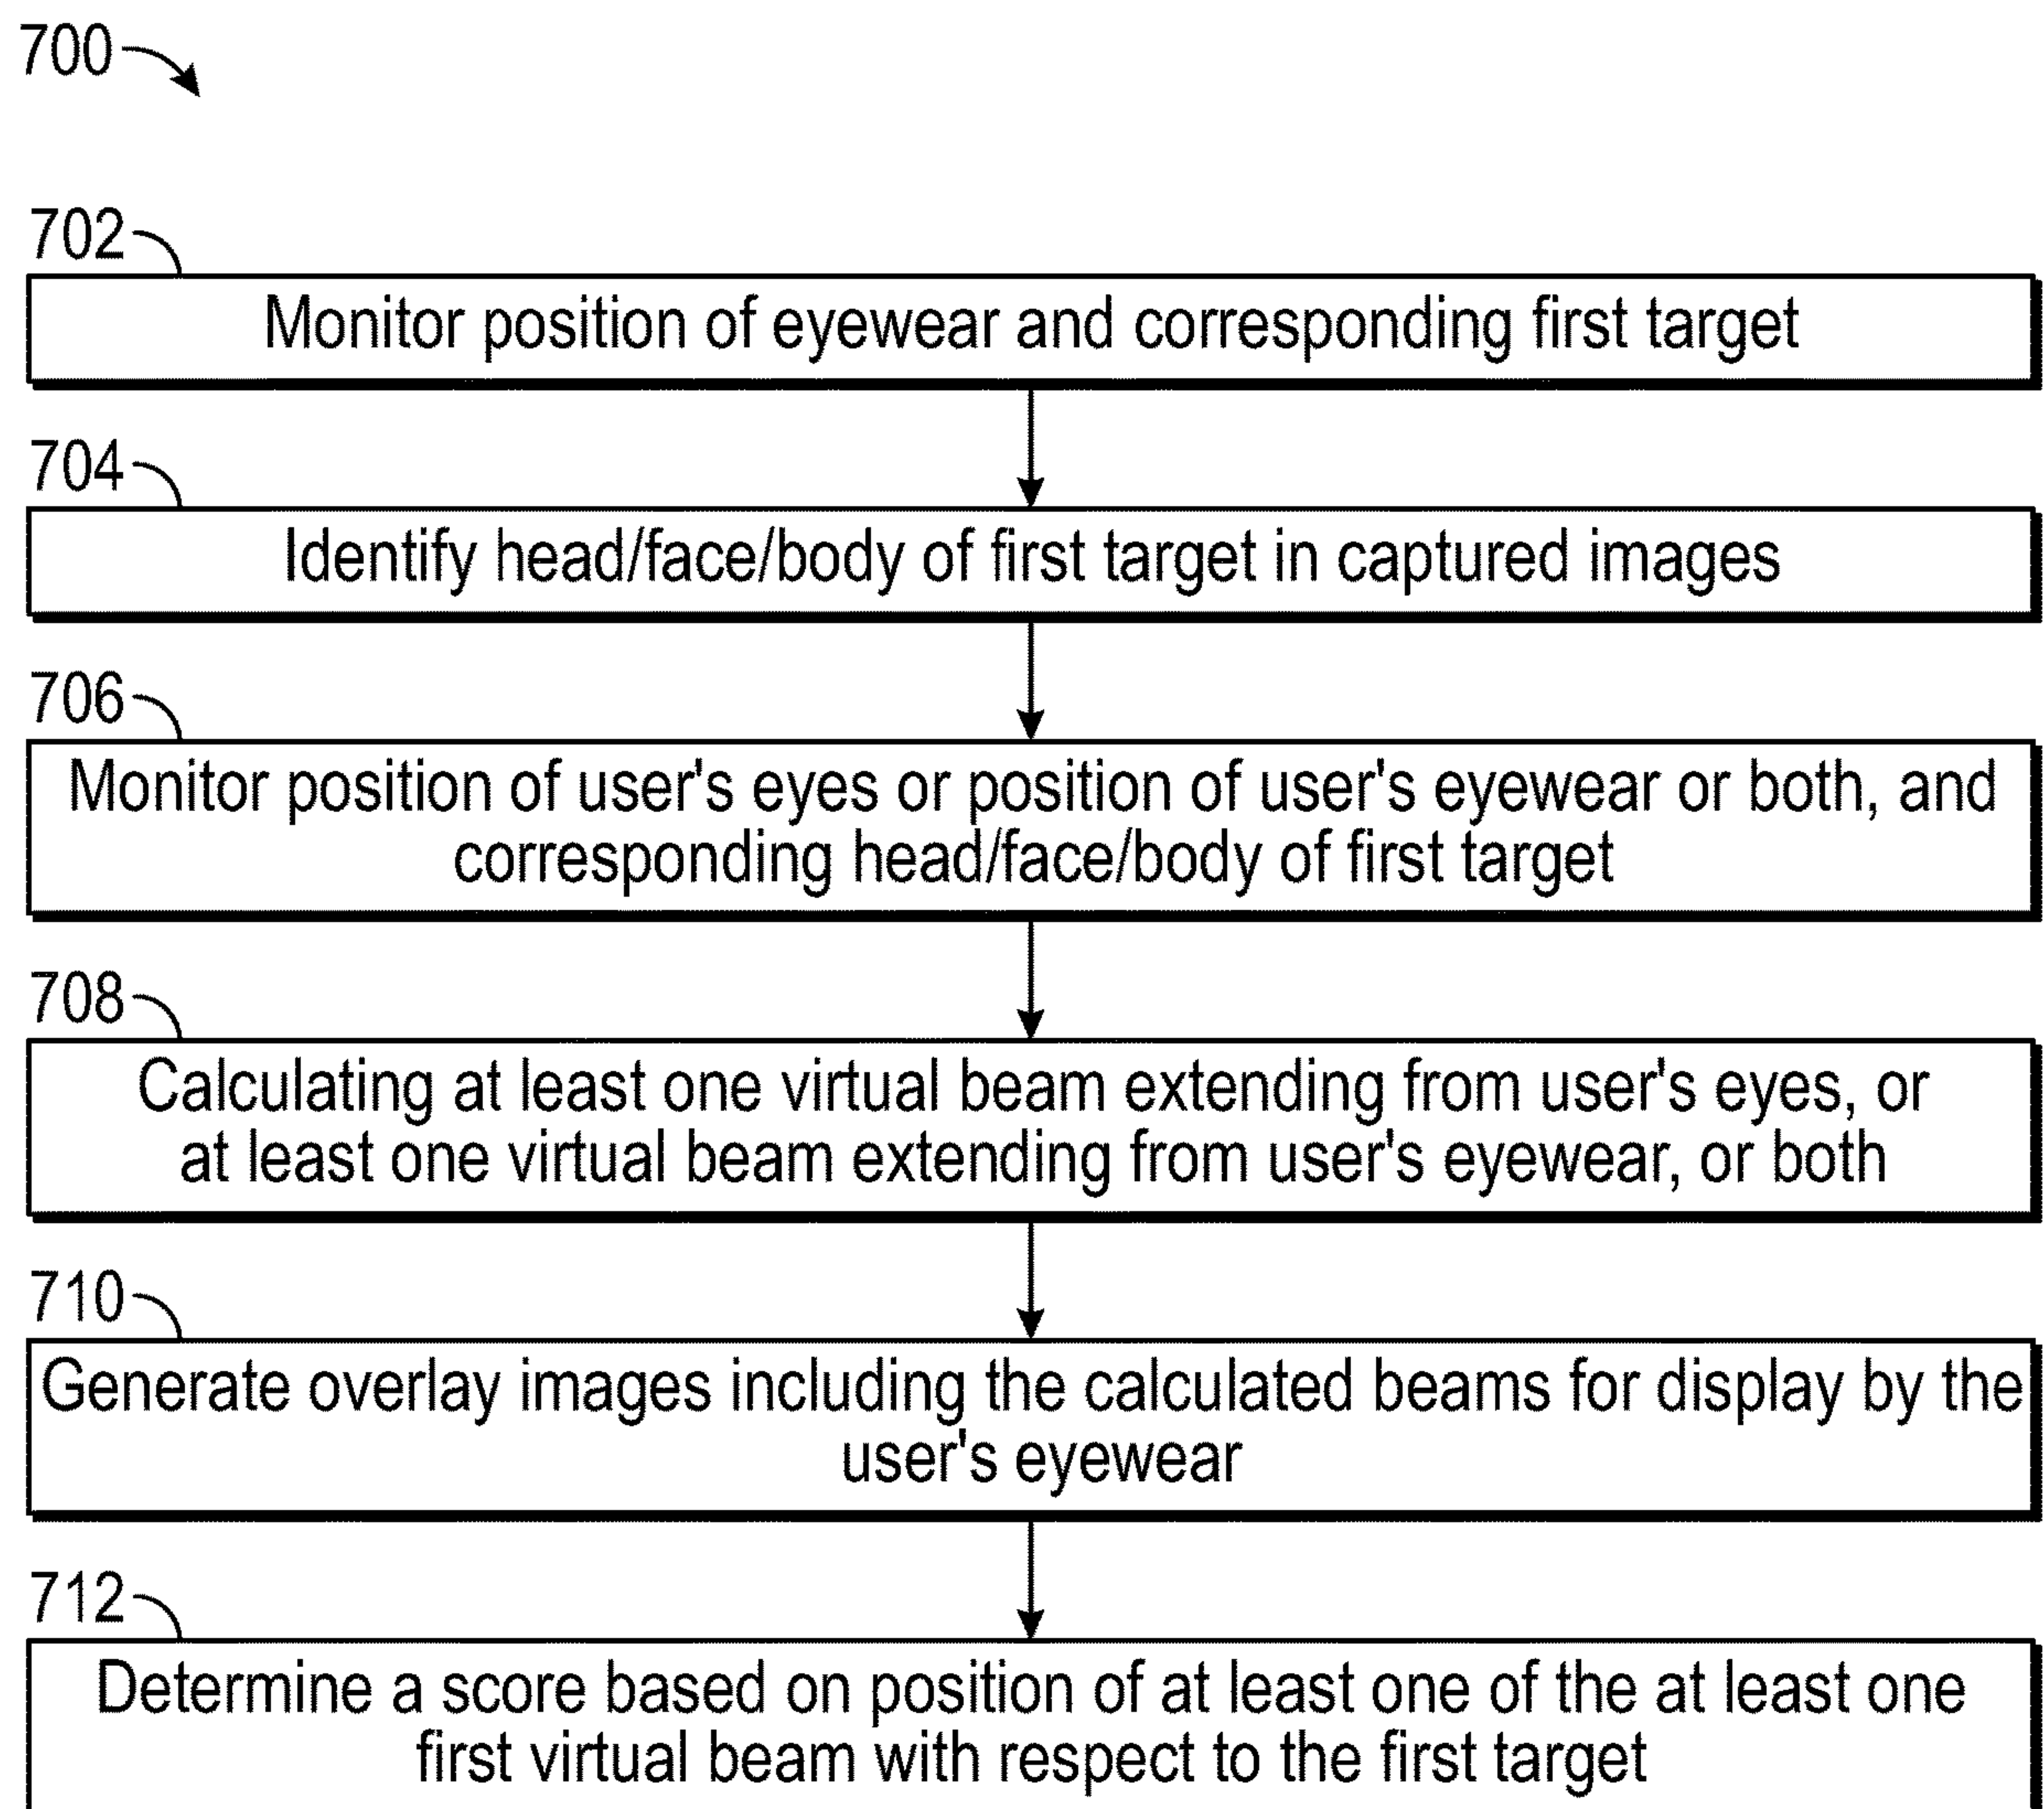 700
702
Monitor position of eyewear and corresponding first target
704
Identify head/face/body of first target in captured images
706
Monitor position of user's eyes or position of user's eyewear or both, and
corresponding head/face/body of first target
708
Calculating at least one virtual beam extending from user's eyes, or
at least one virtual beam extending from user's eyewear, or both
710
Generate overlay images including the calculated beams for display by the
user's eyewear
712
Determine a score based on position of at least one of the at least one
first virtual beam with respect to the first target